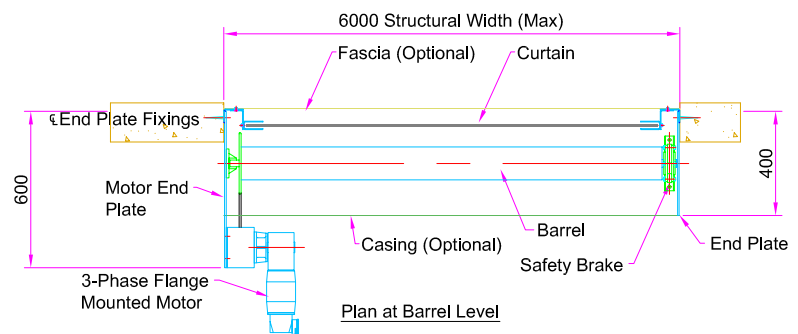 6000 Structural Width (Max)
Fascia (Optional)
Curtain
℄End Plate Fixings
600
400
Motor End
Plate
Barrel
Casing (Optional)
End Plate
Safety Brake
3-Phase Flange
Mounted Motor
Plan at Barrel Level